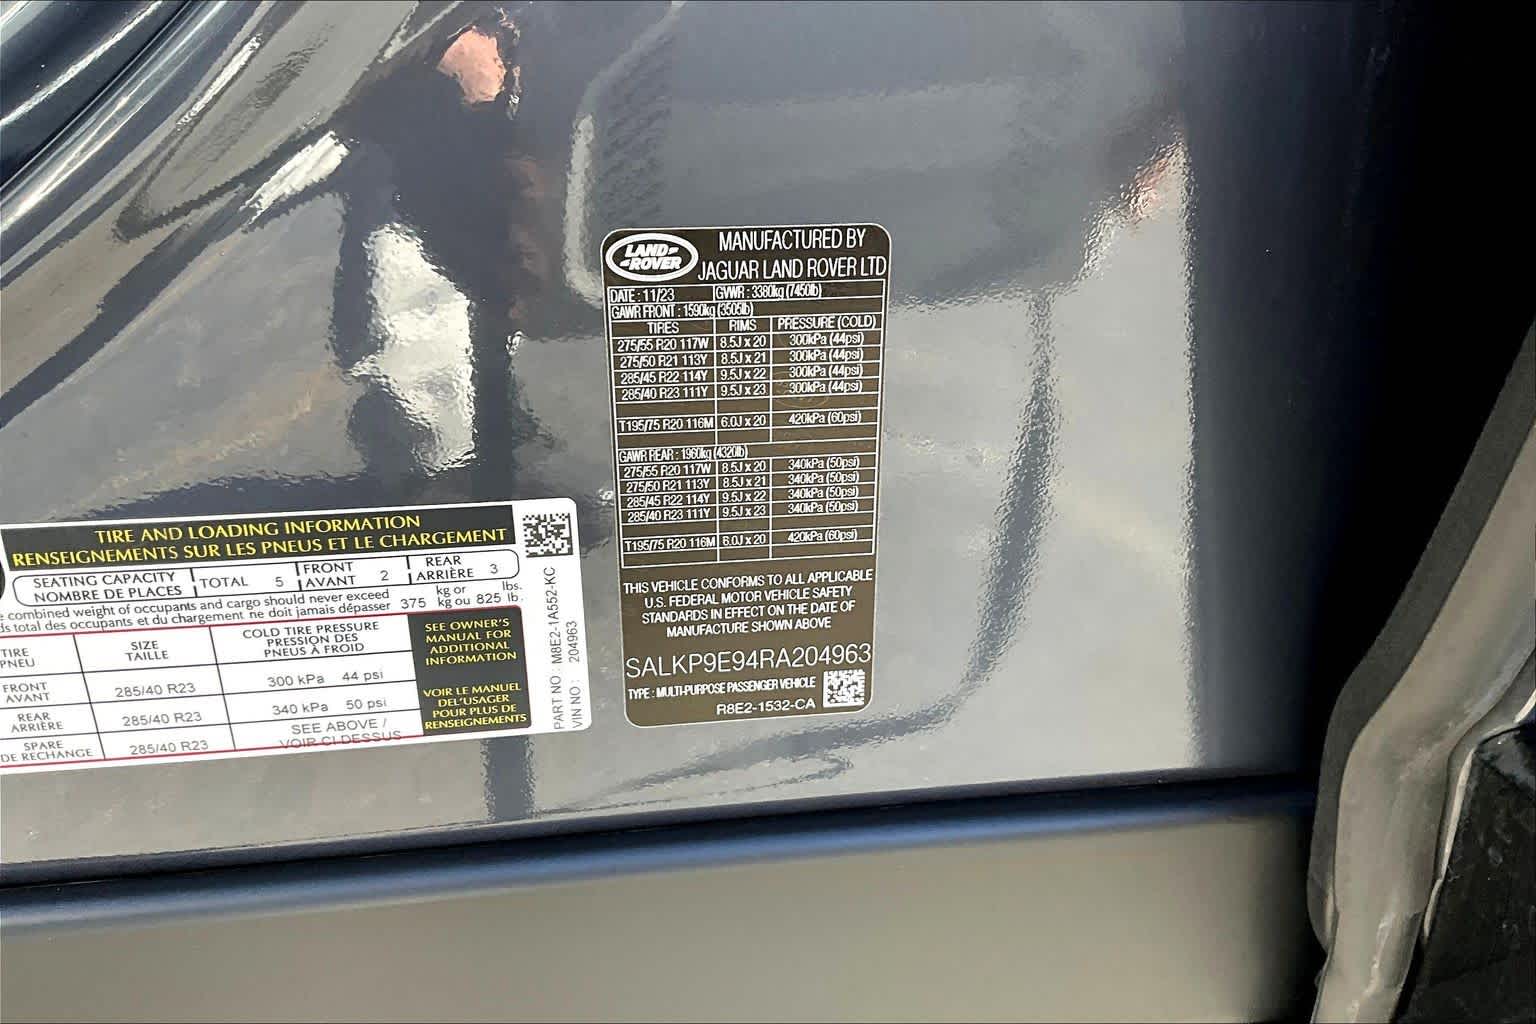 LAND-
-ROVER
MANUFACTURED BY
JAGUAR LAND ROVER LTD
DATE : 11/23 GVWR : 3380kg (7450lb)
GAWR FRONT : 1590kg (3505lb)
TIRES RIMS PRESSURE (COLD)
275/55 R20 117W 8.5J x 20 300kPa (44psi)
275/50 R21 113Y 8.5J x 21 300kPa (44psi)
285/45 R22 114Y 9.5J x 22 300kPa (44psi)
285/40 R23 111Y 9.5J x 23 300kPa (44psi)
T195/75 R20 116M 6.0J x 20 420kPa (60psi)
GAWR REAR : 1960kg (4320lb)
275/55 R20 117W 8.5J x 20 340kPa (50psi)
275/50 R21 113Y 8.5J x 21 340kPa (50psi)
285/45 R22 114Y 9.5J x 22 340kPa (50psi)
285/40 R23 111Y 9.5J x 23 340kPa (50psi)
T195/75 R20 116M 6.0J x 20 420kPa (60psi)
THIS VEHICLE CONFORMS TO ALL APPLICABLE
U.S. FEDERAL MOTOR VEHICLE SAFETY
STANDARDS IN EFFECT ON THE DATE OF
MANUFACTURE SHOWN ABOVE
SALKP9E94RA204963
TYPE : MULTI-PURPOSE PASSENGER VEHICLE
R8E2-1532-CA
TIRE AND LOADING INFORMATION
RENSEIGNEMENTS SUR LES PNEUS ET LE CHARGEMENT
SEATING CAPACITY
NOMBRE DE PLACES
TOTAL 5
FRONT
AVANT 2
REAR
ARRIÈRE 3
combined weight of occupants and cargo should never exceed
total des occupants et du chargement ne doit jamais dépasser
375 kg or
kg ou 825 lbs.
lb.
TIRE
PNEU
SIZE
TAILLE
COLD TIRE PRESSURE
PRESSION DES
PNEUS À FROID
FRONT
AVANT
285/40 R23 300 kPa 44 psi
REAR
ARRIÈRE
285/40 R23 340 kPa 50 psi
SPARE
DE RECHANGE
285/40 R23
SEE ABOVE /
VOIR CI DESSUS
SEE OWNER'S
MANUAL FOR
ADDITIONAL
INFORMATION
VOIR LE MANUEL
DEL'USAGER
POUR PLUS DE
RENSEIGNEMENTS
PART NO : M8E2-1A552-KC
VIN NO : 204963